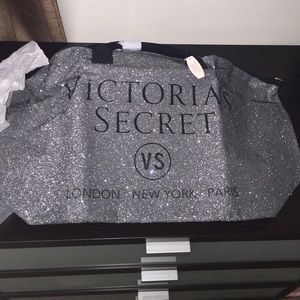 VICTORIA'S
SECRET
VS
LONDON · NEW YORK · PARIS